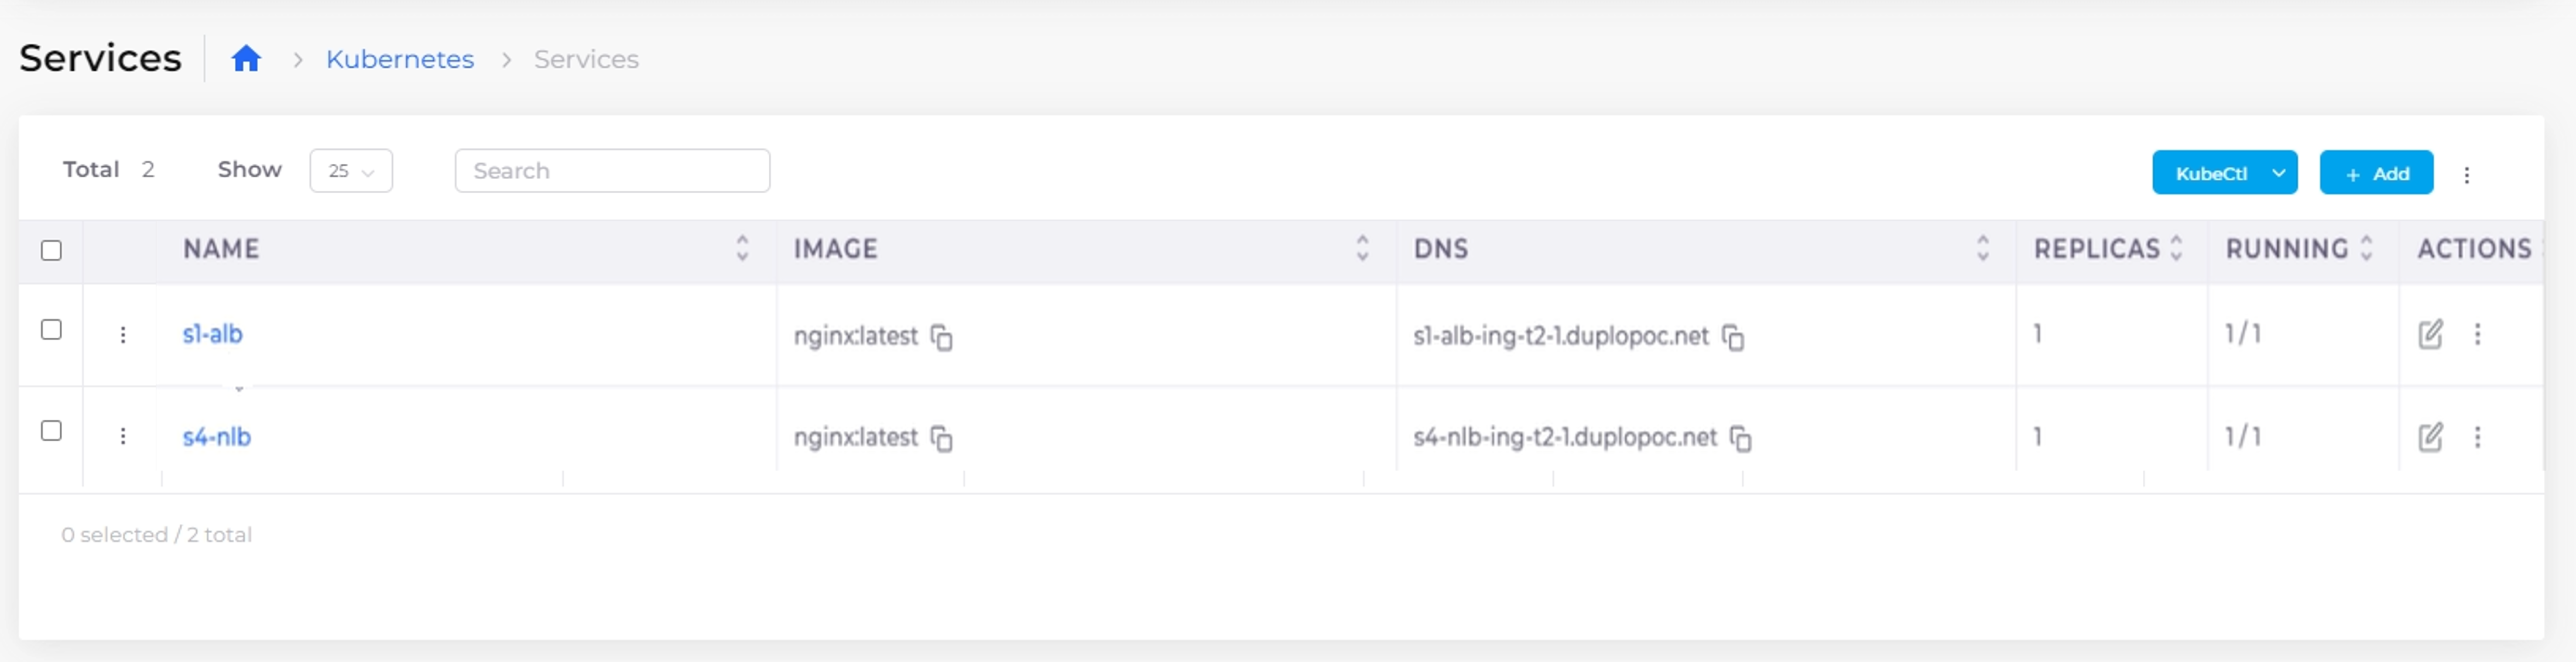 Services Kubernetes Services
Total 2 Show 25 Search KubeCtl + Add
NAME IMAGE DNS REPLICAS RUNNING ACTIONS
s1-alb nginx:latest s1-alb-ing-t2-1.duplopoc.net 1 1/1
s4-nlb nginx:latest s4-nlb-ing-t2-1.duplopoc.net 1 1/1
0 selected / 2 total